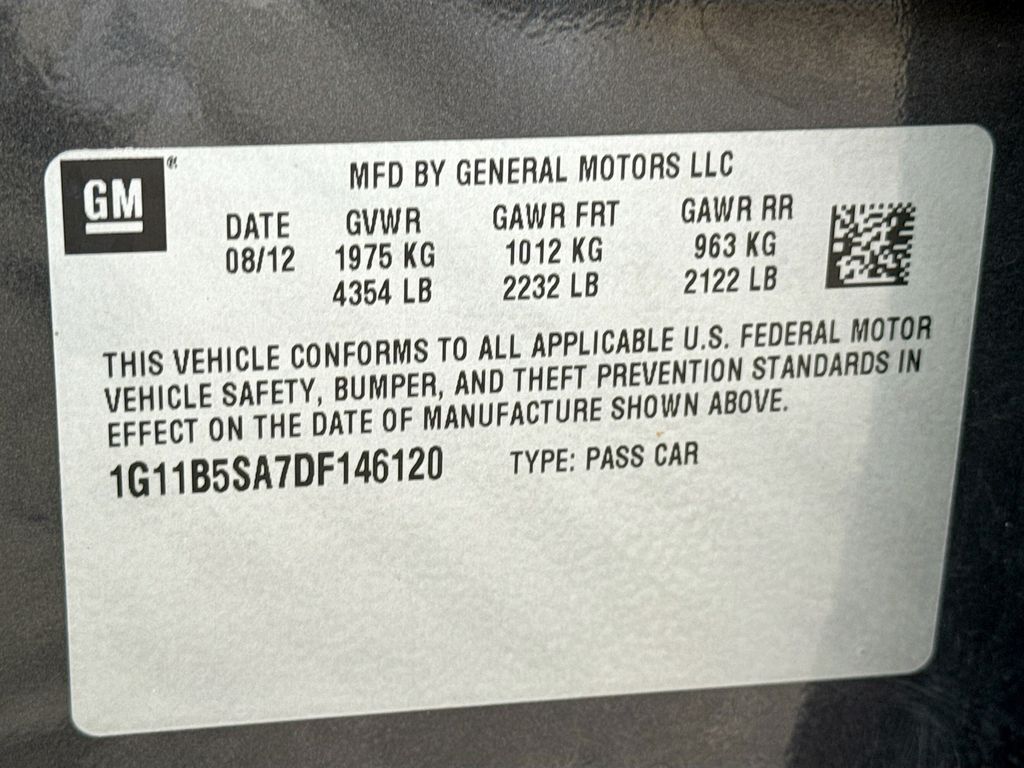 GM®
MFD BY GENERAL MOTORS LLC
DATE GVWR GAWR FRT GAWR RR
08/12 1975 KG 1012 KG 963 KG
4354 LB 2232 LB 2122 LB
THIS VEHICLE CONFORMS TO ALL APPLICABLE U.S. FEDERAL MOTOR
VEHICLE SAFETY, BUMPER, AND THEFT PREVENTION STANDARDS IN
EFFECT ON THE DATE OF MANUFACTURE SHOWN ABOVE.
1G11B5SA7DF146120 TYPE: PASS CAR